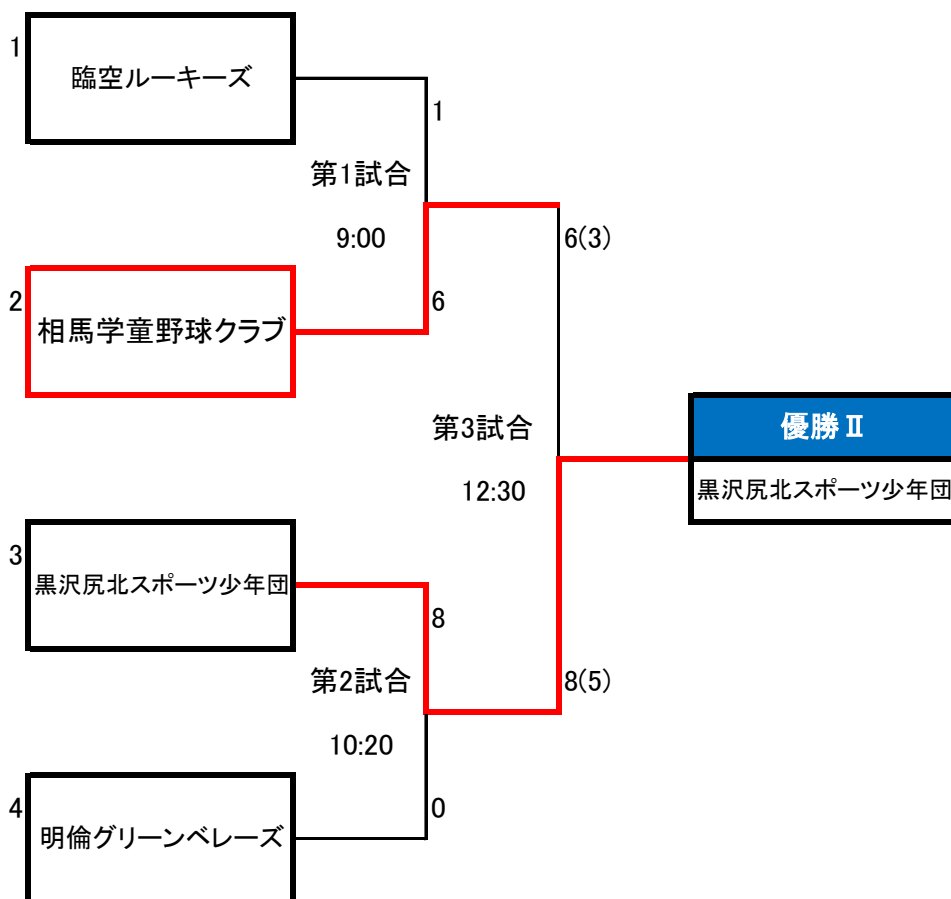 1
臨空ルーキーズ
1
第1試合
9:00
6(3)
2
相馬学童野球クラブ
6
第3試合
12:30
優勝Ⅱ
黒沢尻北スポーツ少年団
3
黒沢尻北スポーツ少年団
8
第2試合
10:20
8(5)
4
明倫グリーンベレーズ
0